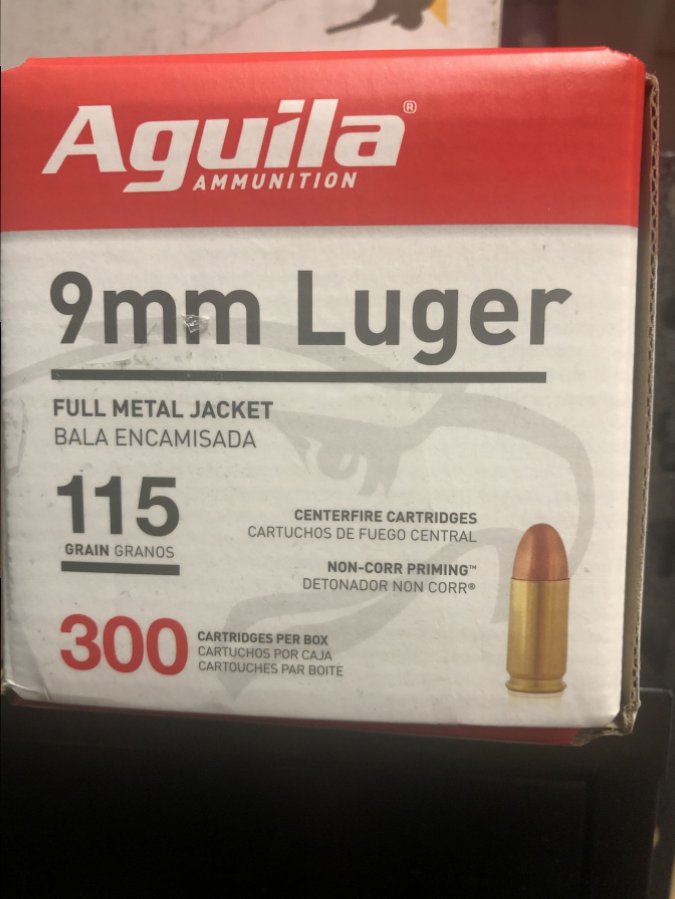 Aguila®
AMMUNITION
9mm Luger
FULL METAL JACKET
BALA ENCAMISADA
115
GRAIN GRANOS
CENTERFIRE CARTRIDGES
CARTUCHOS DE FUEGO CENTRAL
NON-CORR PRIMING™
DETONADOR NON CORR®
300
CARTRIDGES PER BOX
CARTUCHOS POR CAJA
CARTOUCHES PAR BOITE